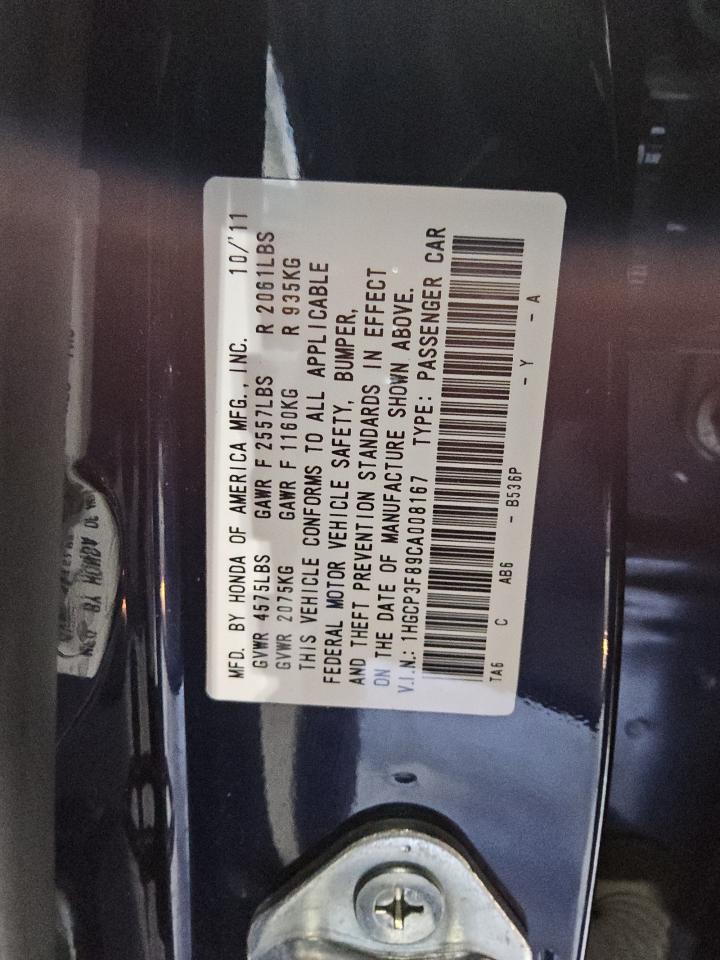 MFD. BY HONDA OF AMERICA MFG., INC. 10/'11
GVWR 4575LBS GAWR F 2557LBS R 2061LBS
GVWR 2075KG GAWR F 1160KG R 935KG
THIS VEHICLE CONFORMS TO ALL APPLICABLE
FEDERAL MOTOR VEHICLE SAFETY, BUMPER,
AND THEFT PREVENTION STANDARDS IN EFFECT
ON THE DATE OF MANUFACTURE SHOWN ABOVE.
V.I.N.: 1HGCP3F89CA008167 TYPE: PASSENGER CAR
TA6 C AB6 - B536P - Y - A
HONDA